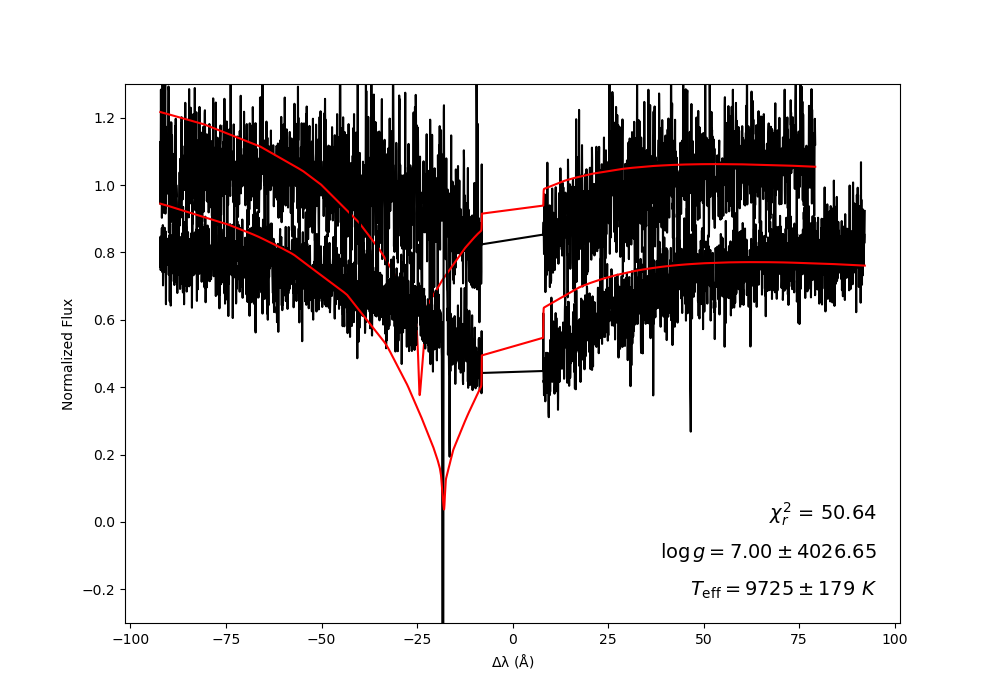 1.2
1.0
0.8
0.6
0.4
0.2
0.0
−0.2
Normalized Flux
χ²ᵣ = 50.64
log g = 7.00 ± 4026.65
T_eff = 9725 ± 179 K
−100 −75 −50 −25 0 25 50 75 100
Δλ (Å)